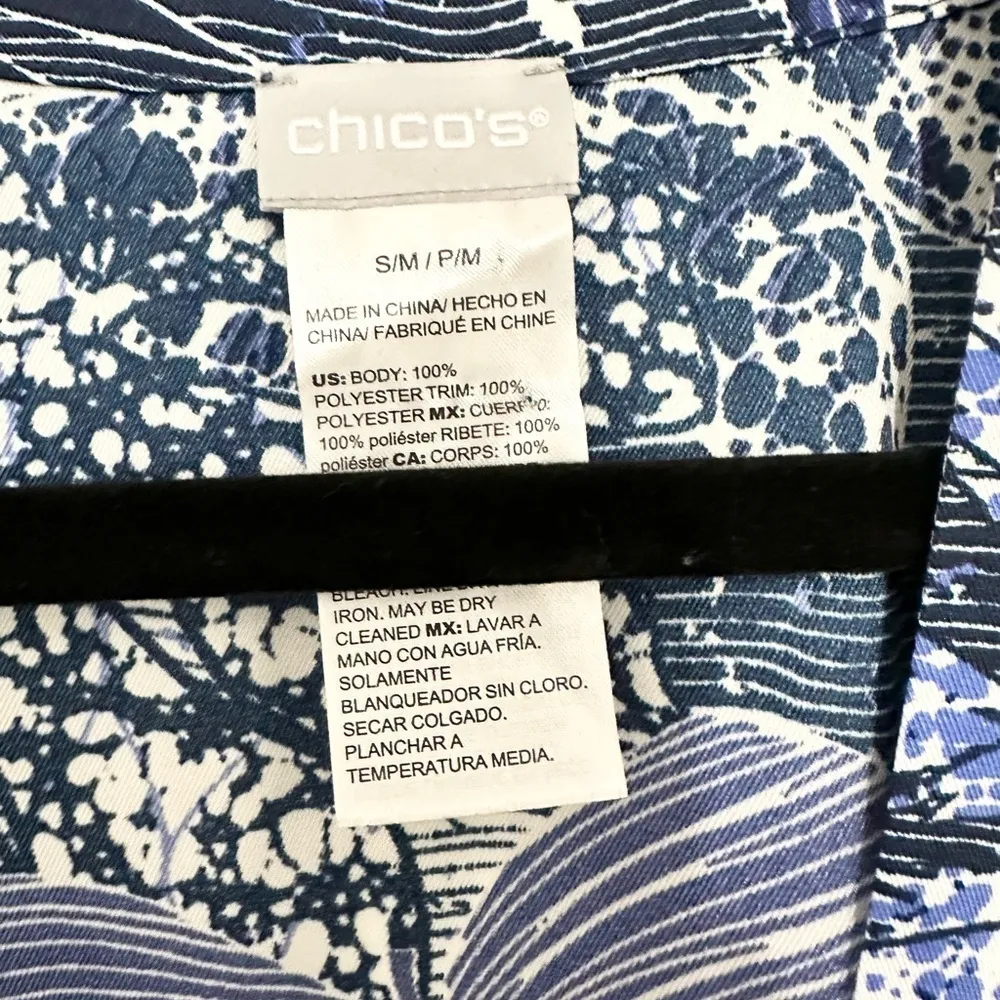 chico's®
S/M / P/M
MADE IN CHINA/ HECHO EN
CHINA/ FABRIQUÉ EN CHINE
US: BODY: 100%
POLYESTER TRIM: 100%
POLYESTER MX: CUERPO:
100% poliéster RIBETE: 100%
poliéster CA: CORPS: 100%
BLEACH. LINE
IRON. MAY BE DRY
CLEANED MX: LAVAR A
MANO CON AGUA FRÍA.
SOLAMENTE
BLANQUEADOR SIN CLORO.
SECAR COLGADO.
PLANCHAR A
TEMPERATURA MEDIA.